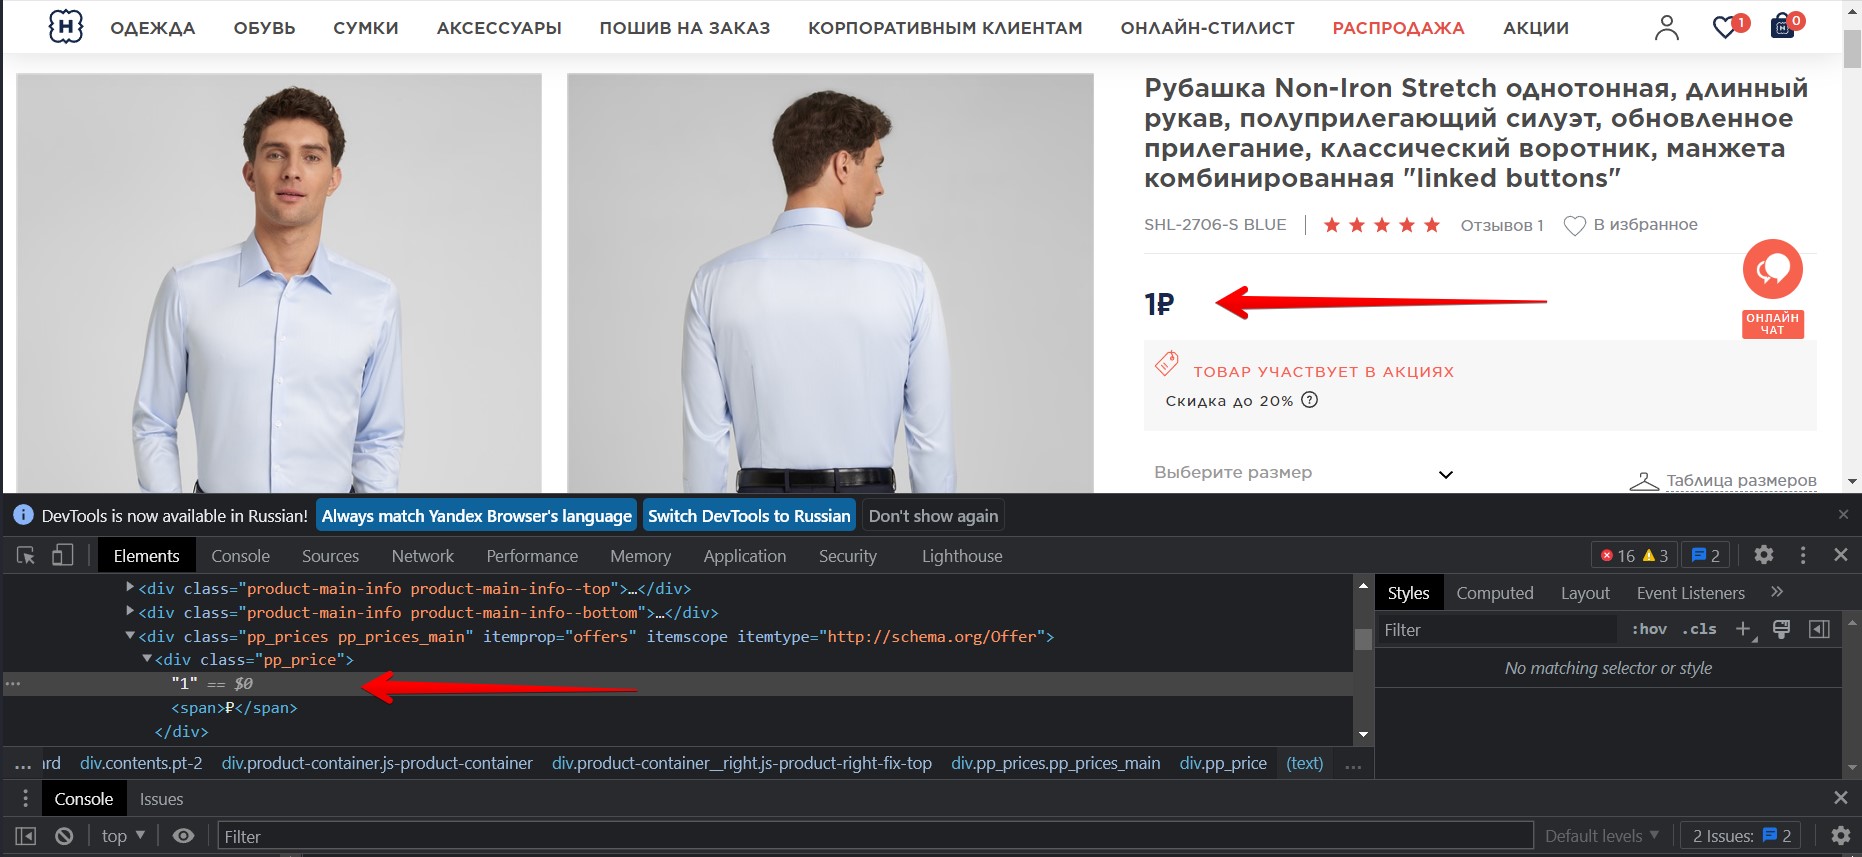 H
ОДЕЖДА ОБУВЬ СУМКИ АКСЕССУАРЫ ПОШИВ НА ЗАКАЗ КОРПОРАТИВНЫМ КЛИЕНТАМ ОНЛАЙН-СТИЛИСТ РАСПРОДАЖА АКЦИИ 1 0
Рубашка Non-Iron Stretch однотонная, длинный
рукав, полуприлегающий силуэт, обновленное
прилегание, классический воротник, манжета
комбинированная "linked buttons"
SHL-2706-S BLUE Отзывов 1 В избранное
1₽
ОНЛАЙН
ЧАТ
ТОВАР УЧАСТВУЕТ В АКЦИЯХ
Скидка до 20% ?
Выберите размер
Таблица размеров
DevTools is now available in Russian! Always match Yandex Browser's language Switch DevTools to Russian Don't show again
Elements Console Sources Network Performance Memory Application Security Lighthouse 16 3 2
<div class="product-main-info product-main-info--top">…</div>
<div class="product-main-info product-main-info--bottom">…</div>
<div class="pp_prices pp_prices_main" itemprop="offers" itemscope itemtype="http://schema.org/Offer">
<div class="pp_price">
"1" == $0
<span>₽</span>
</div>
... ard div.contents.pt-2 div.product-container.js-product-container div.product-container__right.js-product-right-fix-top div.pp_prices.pp_prices_main div.pp_price (text) ...
Styles Computed Layout Event Listeners »
Filter :hov .cls +
No matching selector or style
Console Issues
top Filter Default levels 2 Issues: 2